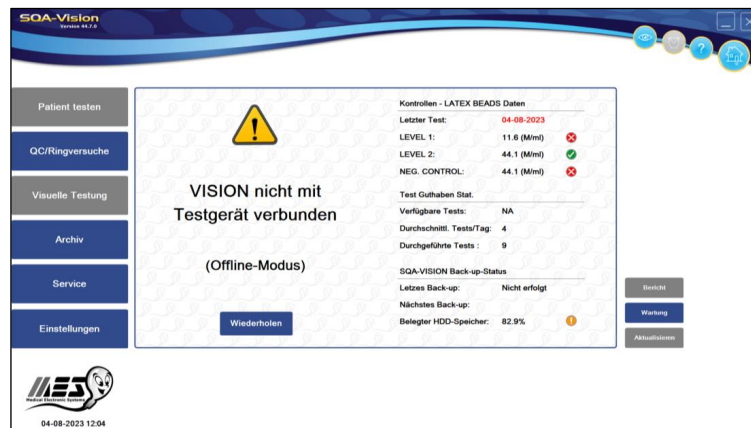 SQA-Vision
Version 44.7.0
?
Patient testen
QC/Ringversuche
Visuelle Testung
Archiv
Service
Einstellungen
VISION nicht mit
Testgerät verbunden
(Offline-Modus)
Wiederholen
Kontrollen - LATEX BEADS Daten
Letzter Test: 04-08-2023
LEVEL 1: 11.6 (M/ml)
LEVEL 2: 44.1 (M/ml)
NEG. CONTROL: 44.1 (M/ml)
Test Guthaben Stat.
Verfügbare Tests: NA
Durchschnittl. Tests/Tag: 4
Durchgeführte Tests : 9
SQA-VISION Back-up-Status
Letzes Back-up: Nicht erfolgt
Nächstes Back-up:
Belegter HDD-Speicher: 82.9%
Bericht
Wartung
Aktualisieren
MES
Medical Electronic Systems
04-08-2023 12:04